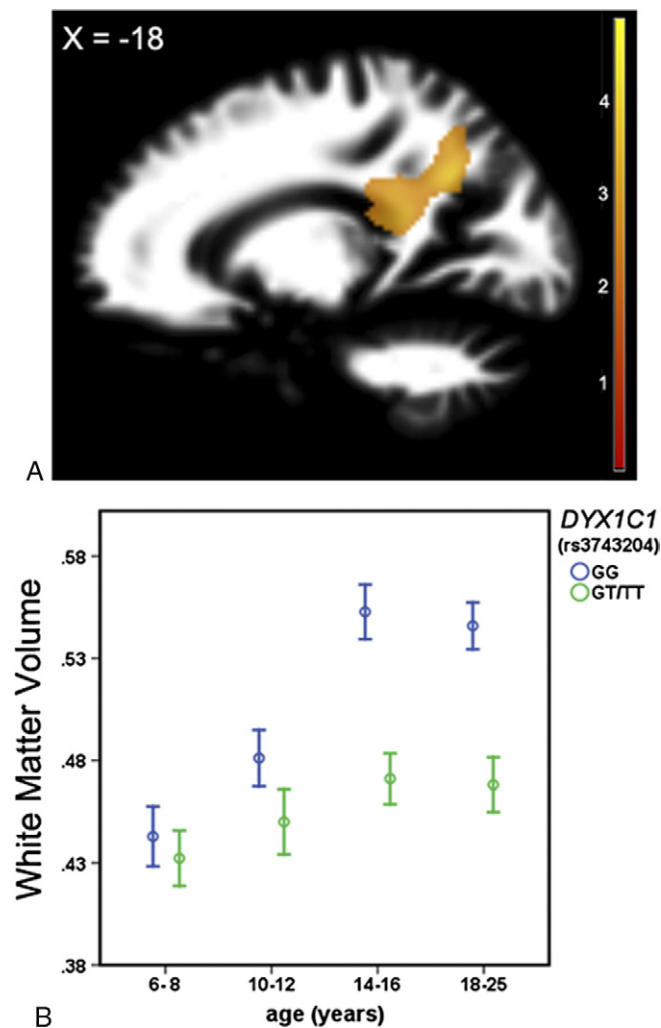 X = -18
4
3
2
1
A
DYX1C1
(rs3743204)
GG
GT/TT
White Matter Volume
.58
.53
.48
.43
.38
6-8
10-12
14-16
18-25
age (years)
B